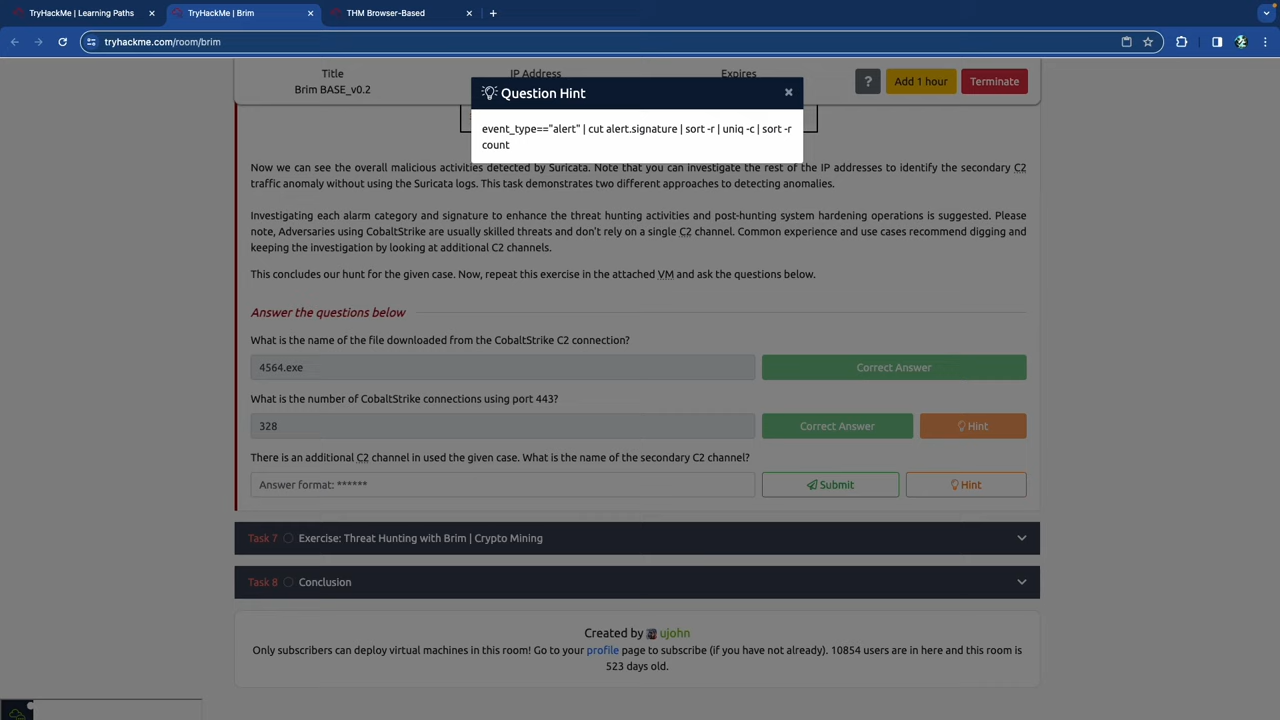 TryHackMe | Learning Paths
TryHackMe | Brim
THM Browser-Based
tryhackme.com/room/brim
Title
Brim BASE_v0.2
IP Address
Expires
?
Add 1 hour
Terminate
Question Hint
event_type=="alert" | cut alert.signature | sort -r | uniq -c | sort -r
count
Now we can see the overall malicious activities detected by Suricata. Note that you can investigate the rest of the IP addresses to identify the secondary C2
traffic anomaly without using the Suricata logs. This task demonstrates two different approaches to detecting anomalies.
Investigating each alarm category and signature to enhance the threat hunting activities and post-hunting system hardening operations is suggested. Please
note, Adversaries using CobaltStrike are usually skilled threats and don't rely on a single C2 channel. Common experience and use cases recommend digging and
keeping the investigation by looking at additional C2 channels.
This concludes our hunt for the given case. Now, repeat this exercise in the attached VM and ask the questions below.
Answer the questions below
What is the name of the file downloaded from the CobaltStrike C2 connection?
4564.exe
Correct Answer
What is the number of CobaltStrike connections using port 443?
328
Correct Answer
Hint
There is an additional C2 channel in used the given case. What is the name of the secondary C2 channel?
Answer format: ******
Submit
Hint
Task 7 Exercise: Threat Hunting with Brim | Crypto Mining
Task 8 Conclusion
Created by ujohn
Only subscribers can deploy virtual machines in this room! Go to your profile page to subscribe (if you have not already). 10854 users are in here and this room is
523 days old.